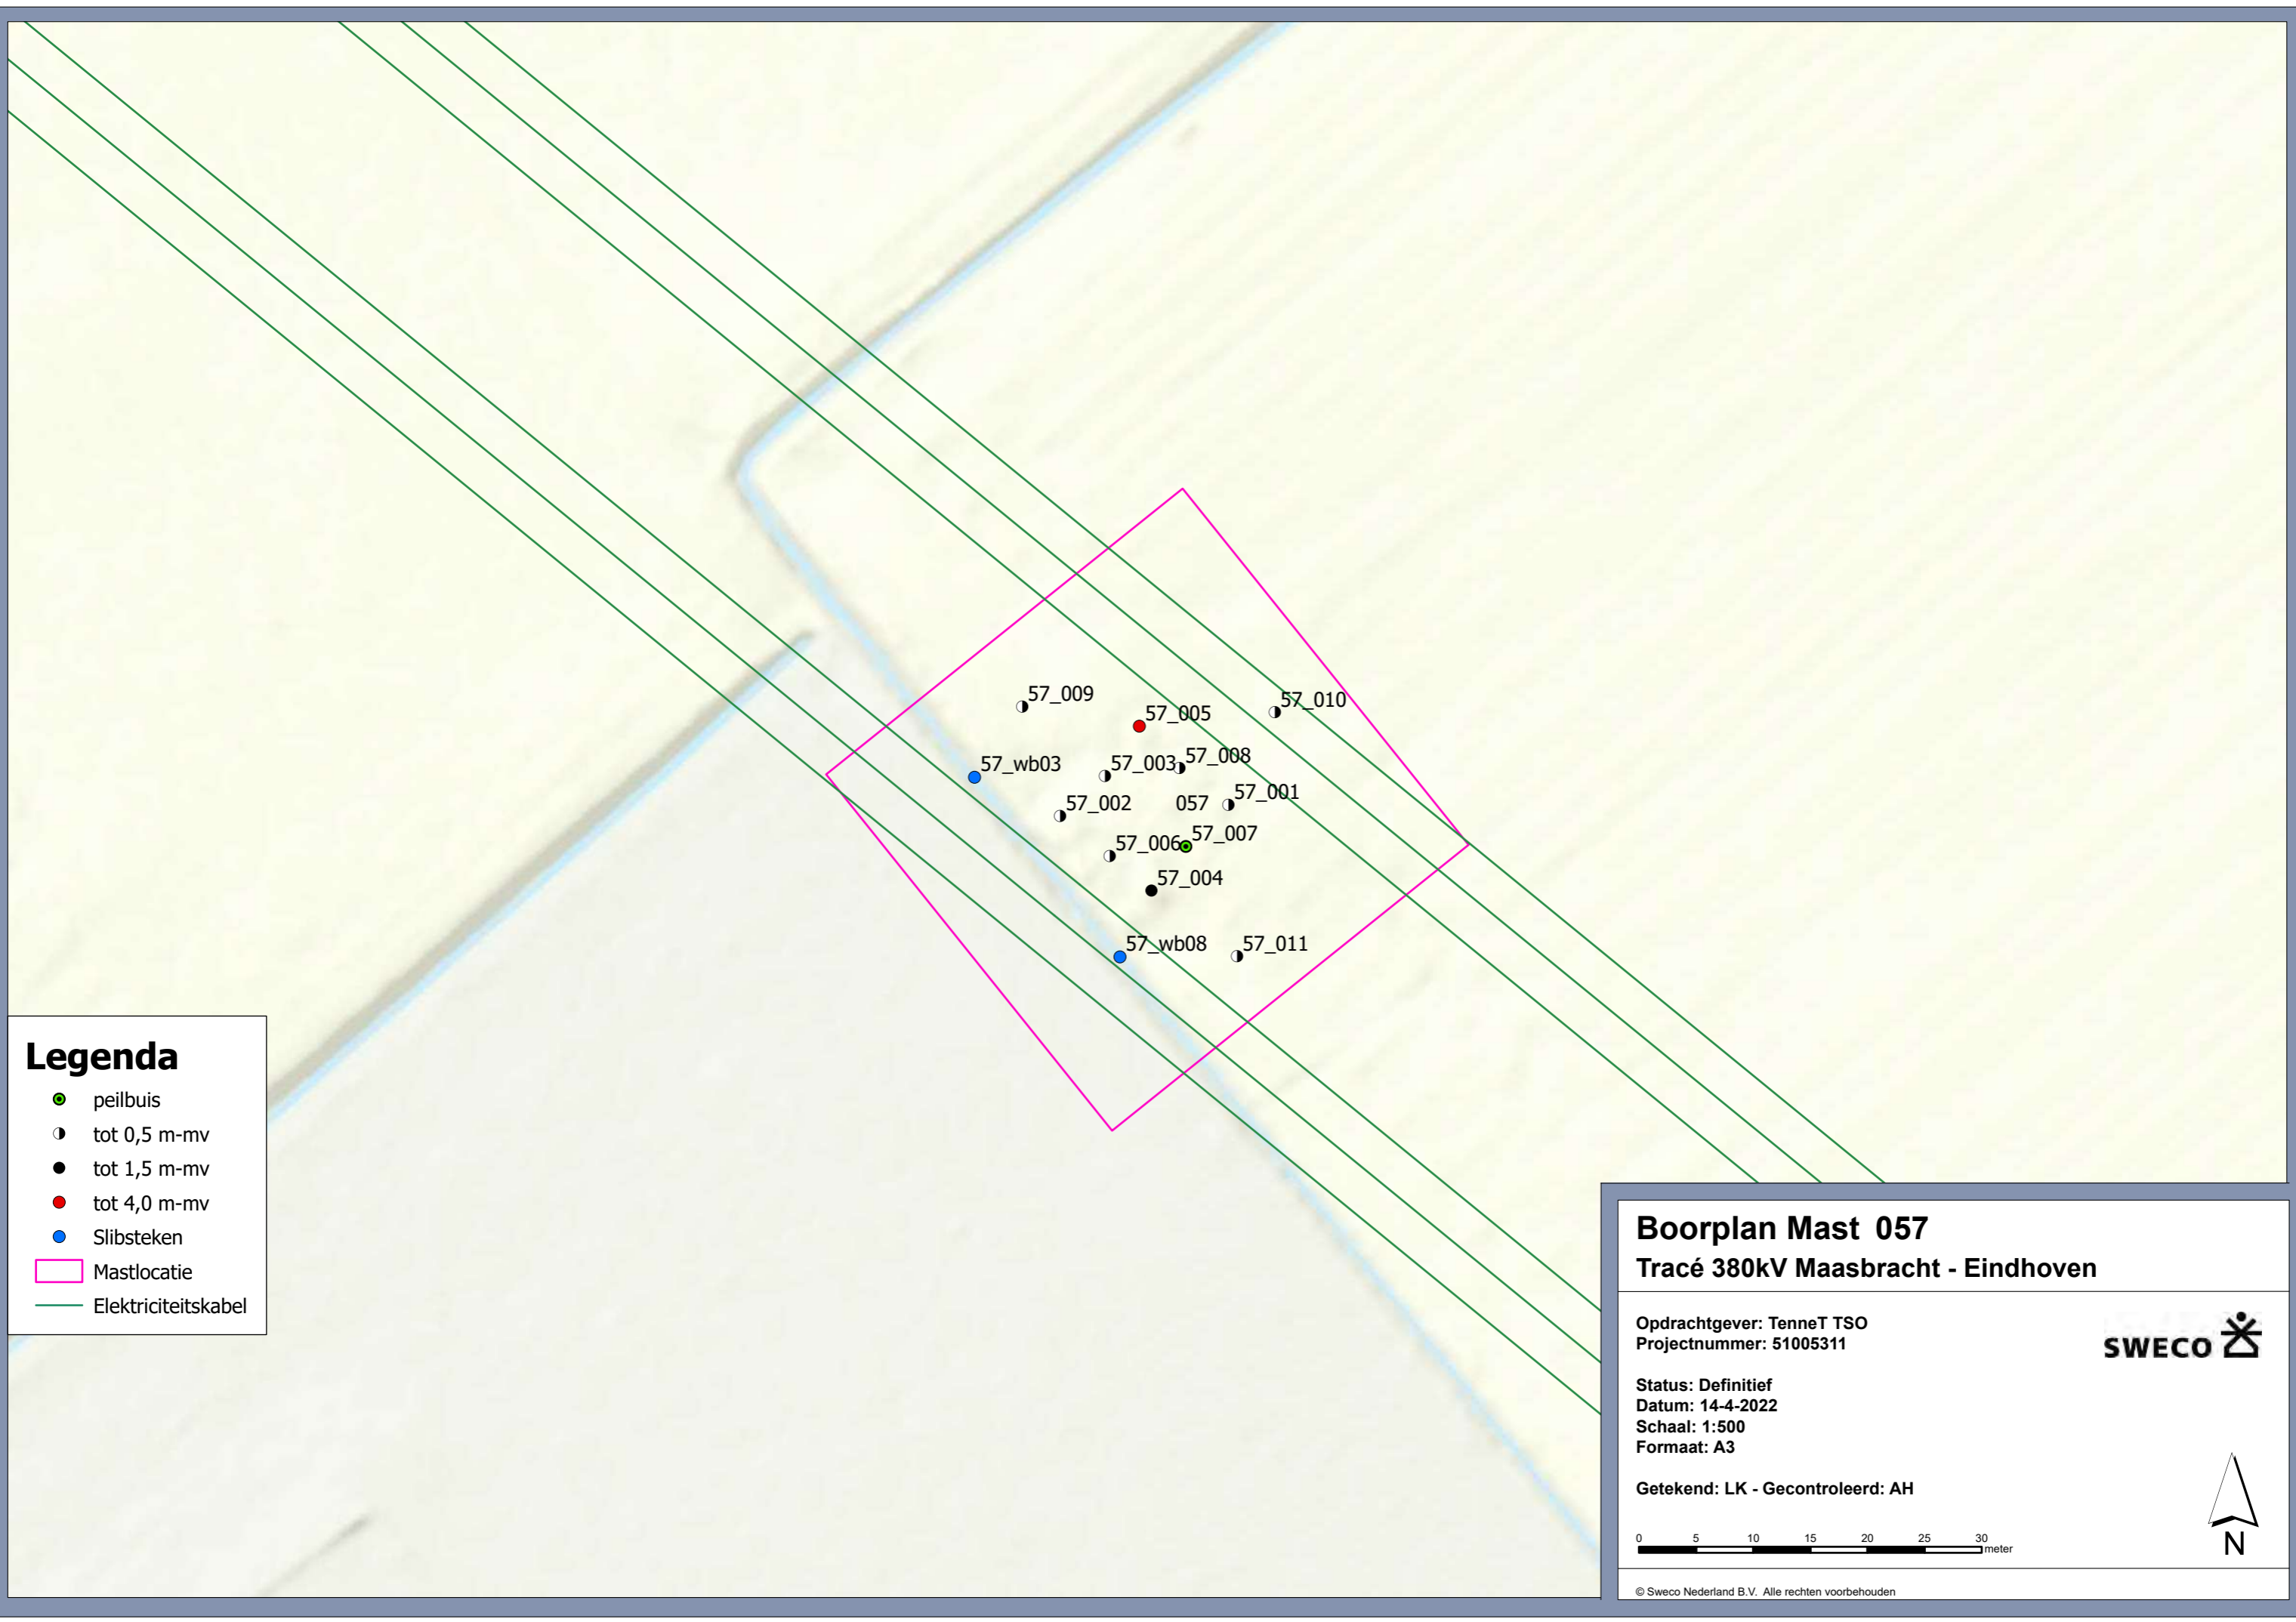 57_009
57_010
57_005
57_008
57_003
57_wb03
57_001
57_002
057
57_007
57_006
57_004
57_wb08
57_011
Legenda
peilbuis
tot 0,5 m-mv
tot 1,5 m-mv
tot 4,0 m-mv
Slibsteken
Mastlocatie
Elektriciteitskabel
Boorplan Mast 057
Tracé 380kV Maasbracht - Eindhoven
Opdrachtgever: TenneT TSO
Projectnummer: 51005311
SWECO
Status: Definitief
Datum: 14-4-2022
Schaal: 1:500
Formaat: A3
Getekend: LK - Gecontroleerd: AH
0 5 10 15 20 25 30
meter
N
© Sweco Nederland B.V. Alle rechten voorbehouden